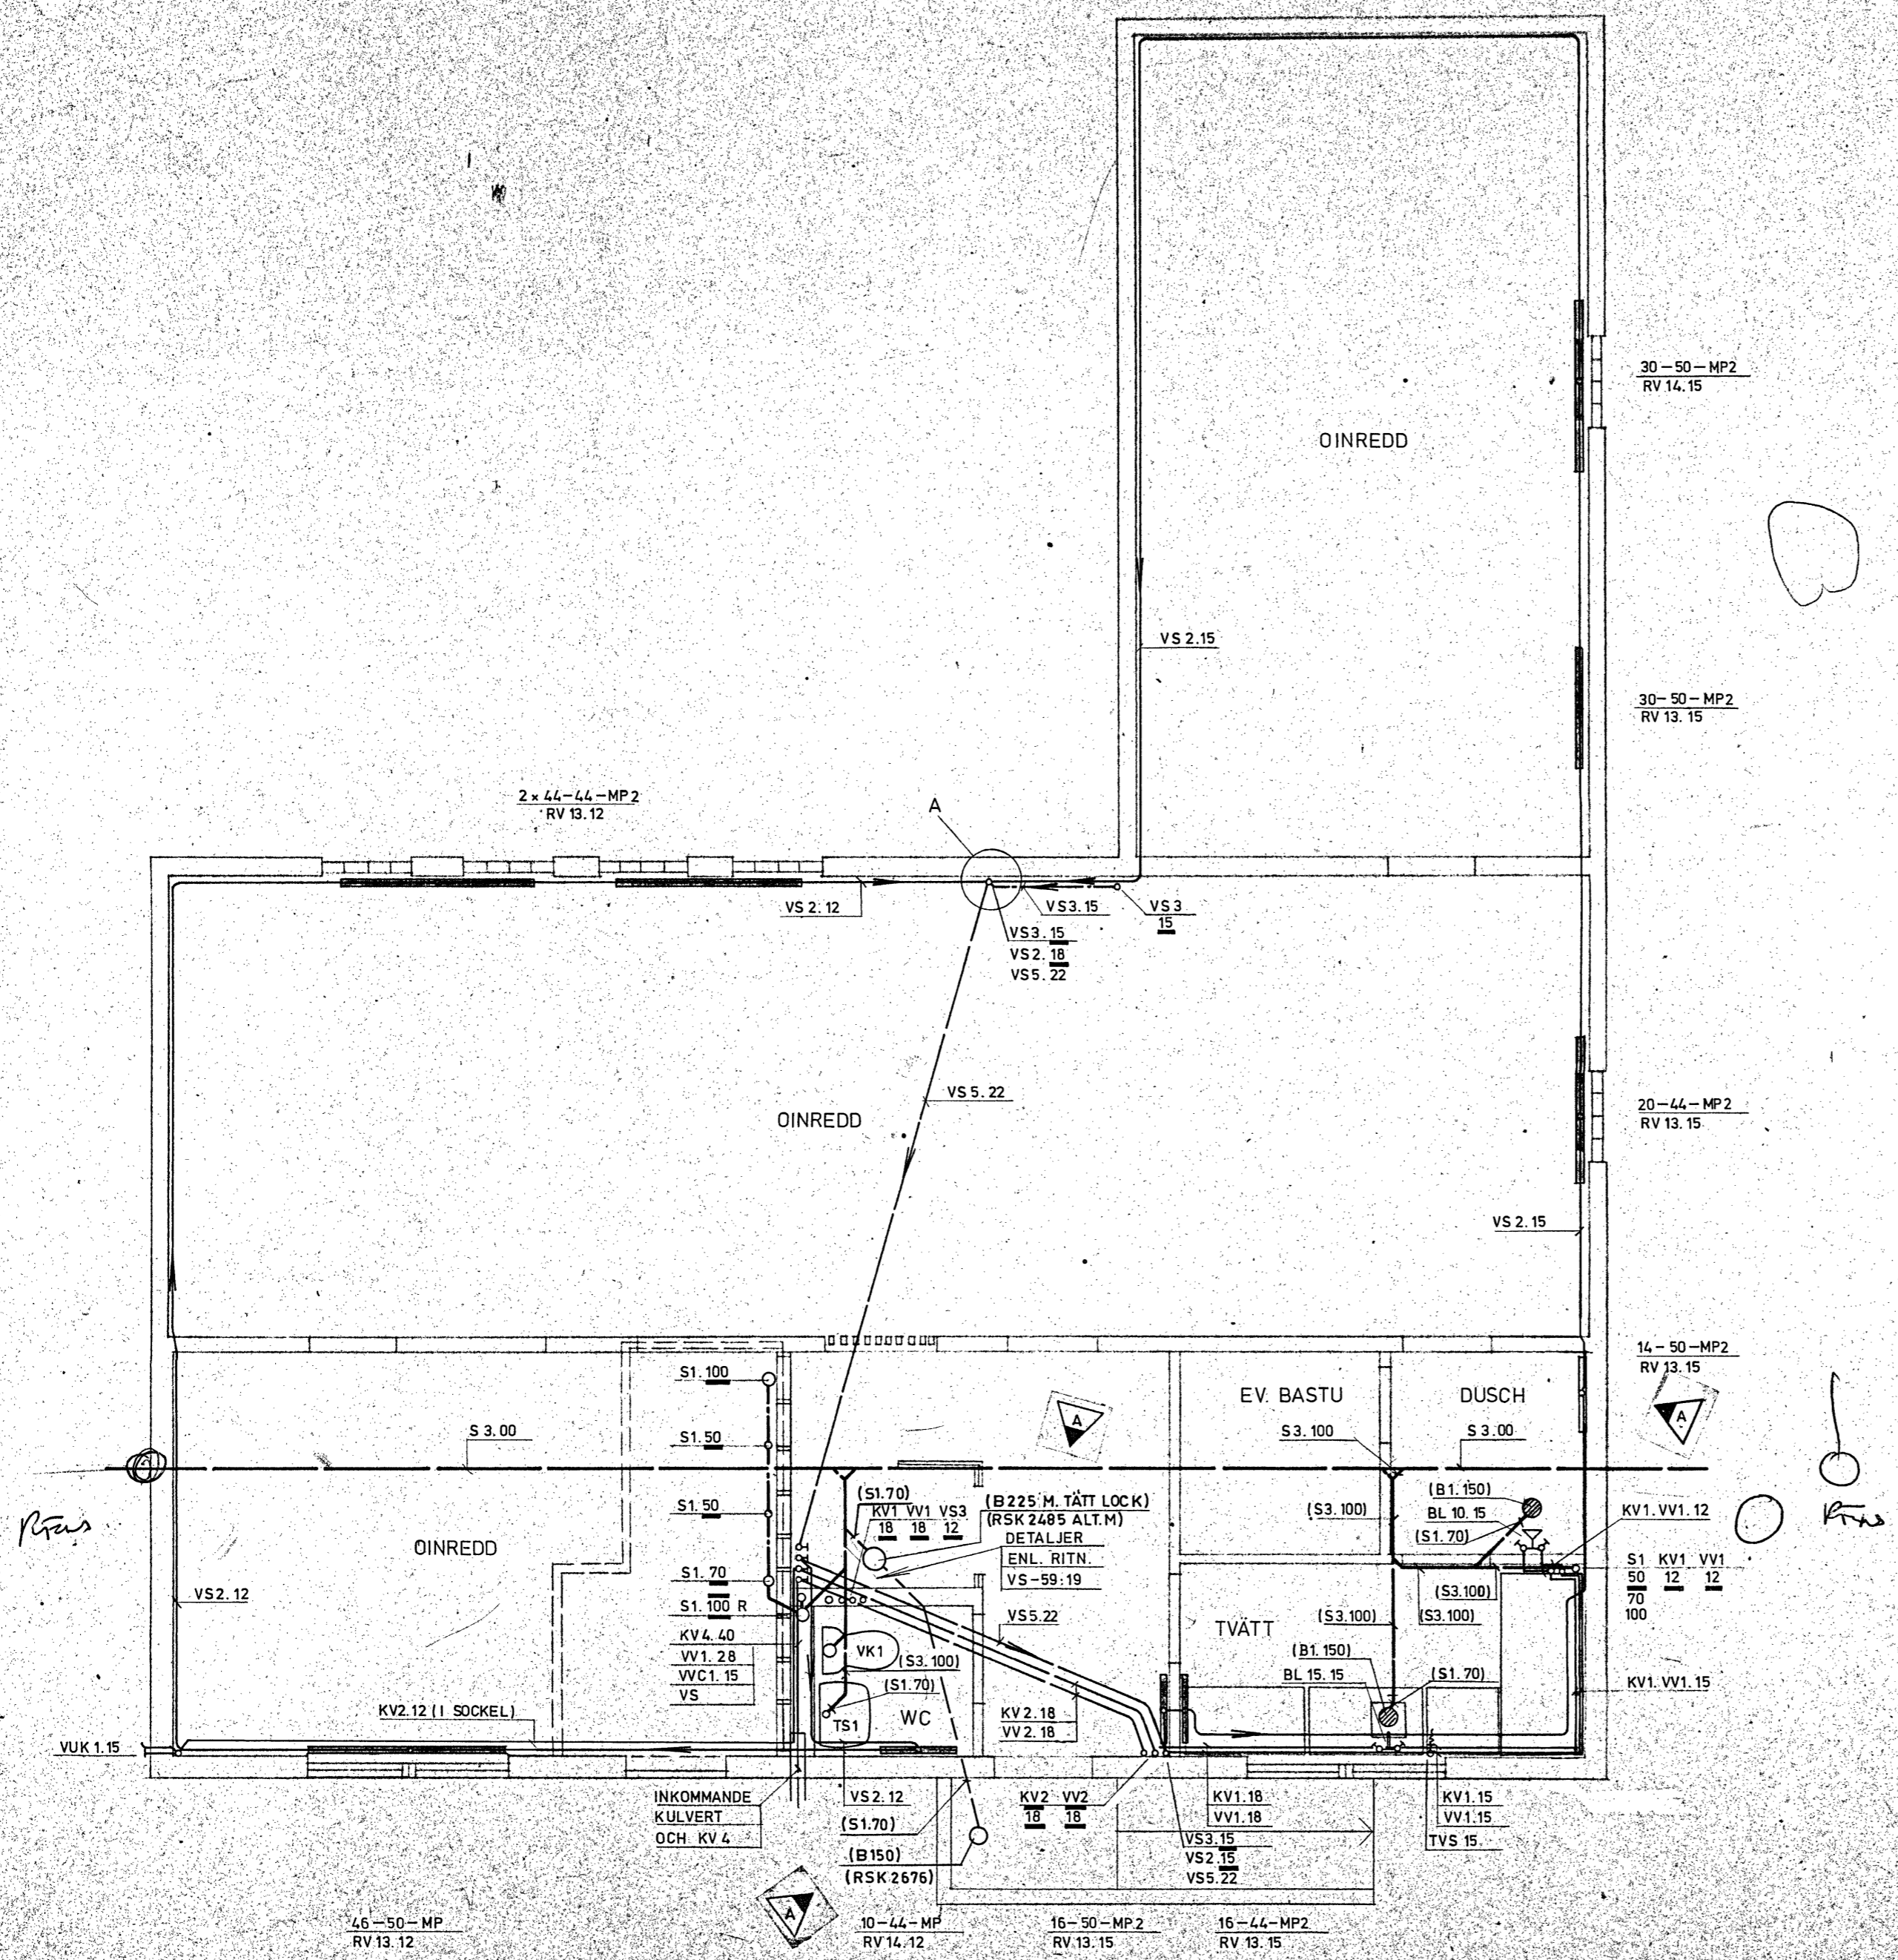 30-50-MP2
RV 14.15
OINREDD
VS 2.15
30-50-MP2
RV 13.15
2×44-44-MP2
RV 13.12
A
VS 2.12
VS3.15
VS3
15
VS3.15
VS2.18
VS5.22
VS 5.22
OINREDD
20-44-MP2
RV 13.15
VS 2.15
14-50-MP2
RV 13.15
S1.100
EV. BASTU
DUSCH
A
A
S 3.00
S1.50
S3.100
S 3.00
S1.50
(S1.70)
KV1 VV1 VS3
18 18 12
(B225 M. TÄTT LOCK)
(RSK 2485 ALT.M)
DETALJER
ENL. RITN.
VS-59:19
(S3.100)
(B1.150)
BL 10.15
(S1.70)
KV1.VV1.12
OINREDD
S1.70
S1.100 R
S1 KV1 VV1
50 12 12
70
100
VS2.12
(S3.100)
(S3.100)
(S3.100)
VS5.22
TVÄTT
KV4.40
VV1.28
VVC1.15
VS
VK1
(S3.100)
(S1.70)
TS1
WC
(B1.150)
BL 15.15
(S1.70)
KV1.VV1.15
KV2.12 (I SOCKEL)
KV2.18
VV2.18
VUK 1.15
INKOMMANDE
KULVERT
OCH KV4
VS2.12
(S1.70)
(B150)
(RSK 2676)
KV2 VV2
18 18
KV1.18
VV1.18
VS3.15
VS2.15
VS5.22
KV1.15
VV1.15
TVS 15
A
46-50-MP
RV 13.12
10-44-MP
RV 14.12
16-50-MP2
RV 13.15
16-44-MP2
RV 13.15